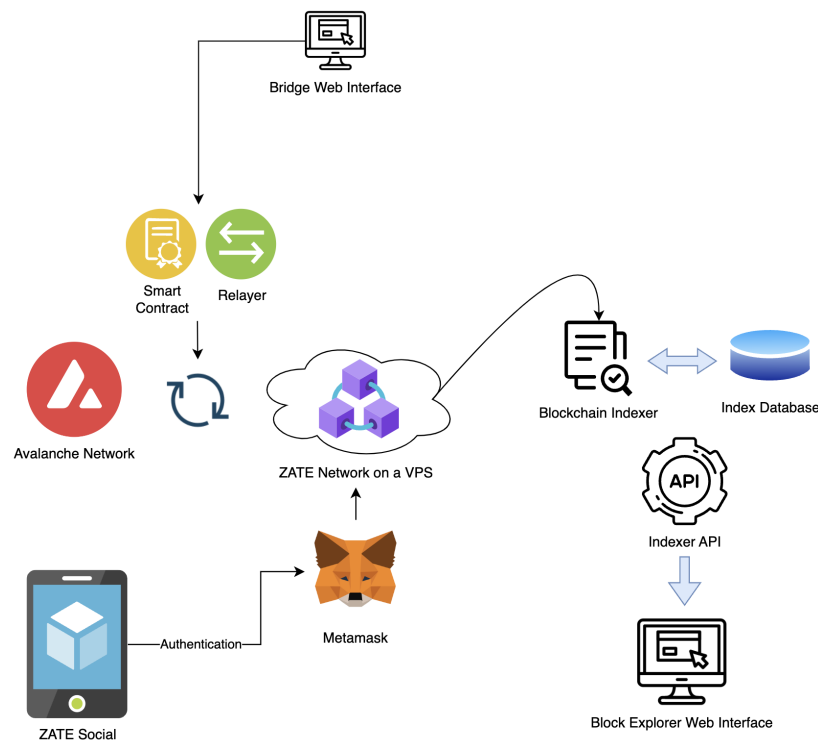 Bridge Web Interface
Smart
Contract
Relayer
Avalanche Network
ZATE Network on a VPS
Blockchain Indexer
Index Database
API
Indexer API
Metamask
Authentication
ZATE Social
Block Explorer Web Interface